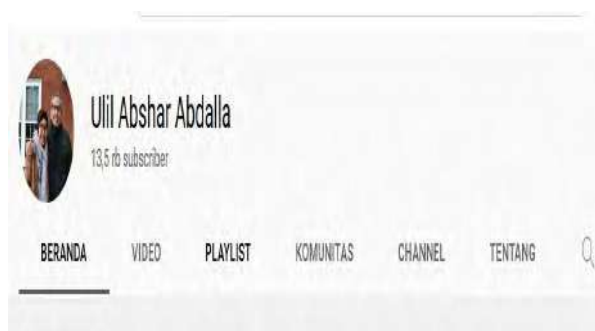 Ulil Abshar Abdalla
13,5 rb subscriber
BERANDA VIDEO PLAYLIST KOMUNITAS CHANNEL TENTANG